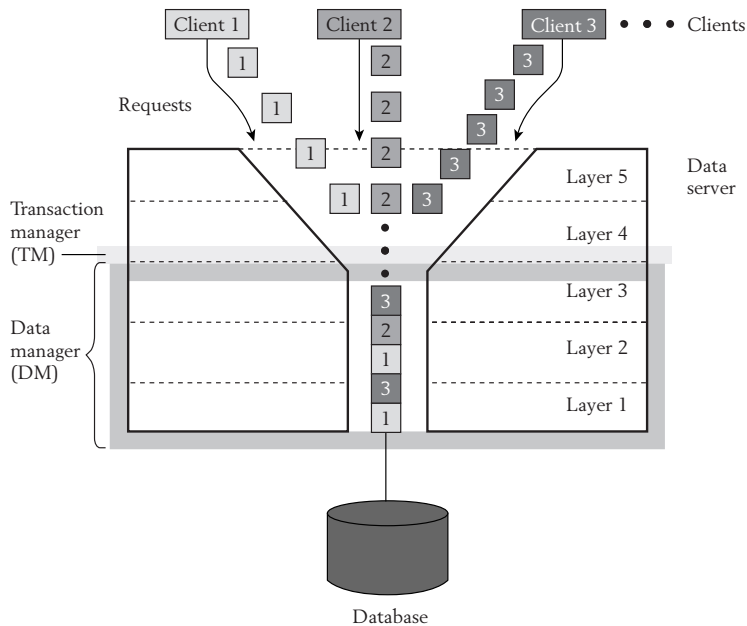 Client 1
Client 2
Client 3
Clients
1
2
3
2
3
Requests
1
2
3
1
2
3
Layer 5
Data
server
1
2
3
Transaction
manager
(TM)
Layer 4
Layer 3
3
2
1
3
1
Data
manager
(DM)
Layer 2
Layer 1
Database